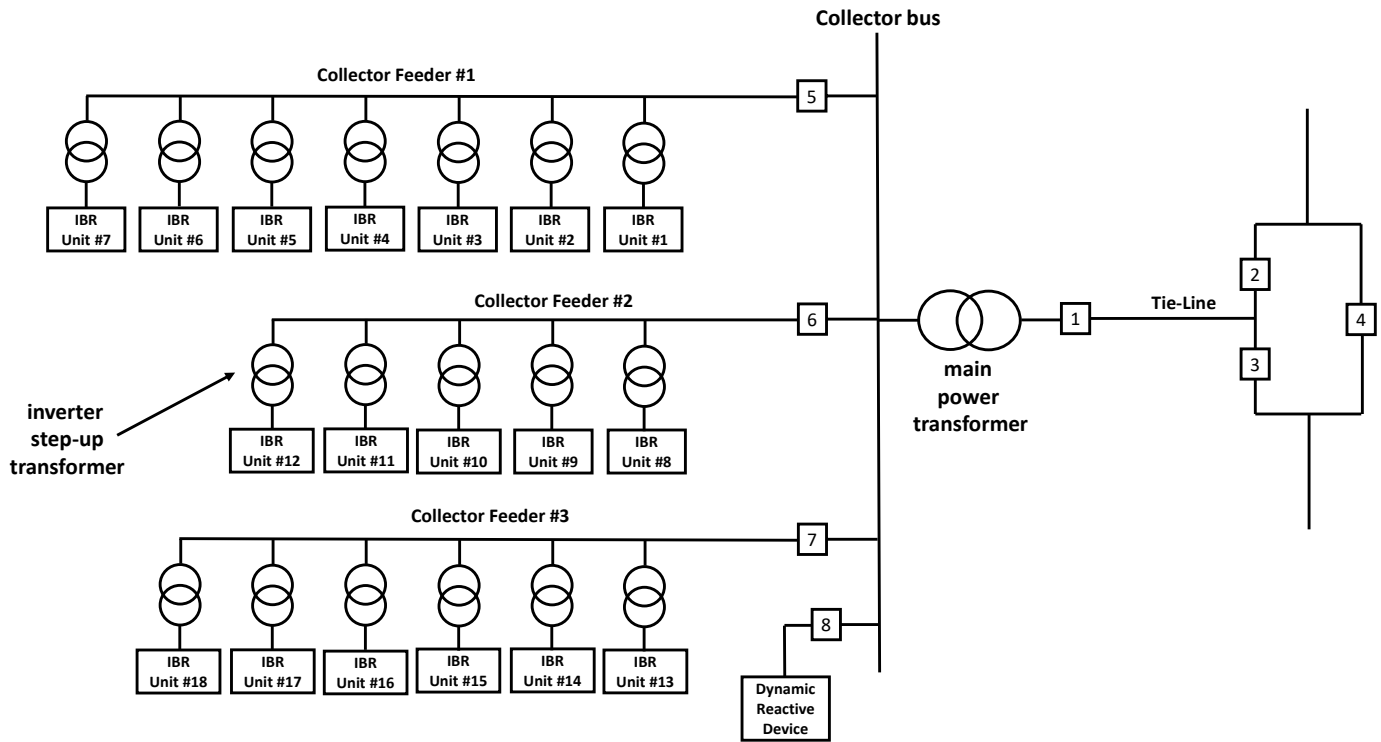 Collector bus
Collector Feeder #1
5
IBR
Unit #7
IBR
Unit #6
IBR
Unit #5
IBR
Unit #4
IBR
Unit #3
IBR
Unit #2
IBR
Unit #1
Collector Feeder #2
6
1
Tie-Line
2
3
4
main
power
transformer
inverter
step-up
transformer
IBR
Unit #12
IBR
Unit #11
IBR
Unit #10
IBR
Unit #9
IBR
Unit #8
Collector Feeder #3
7
8
IBR
Unit #18
IBR
Unit #17
IBR
Unit #16
IBR
Unit #15
IBR
Unit #14
IBR
Unit #13
Dynamic
Reactive
Device